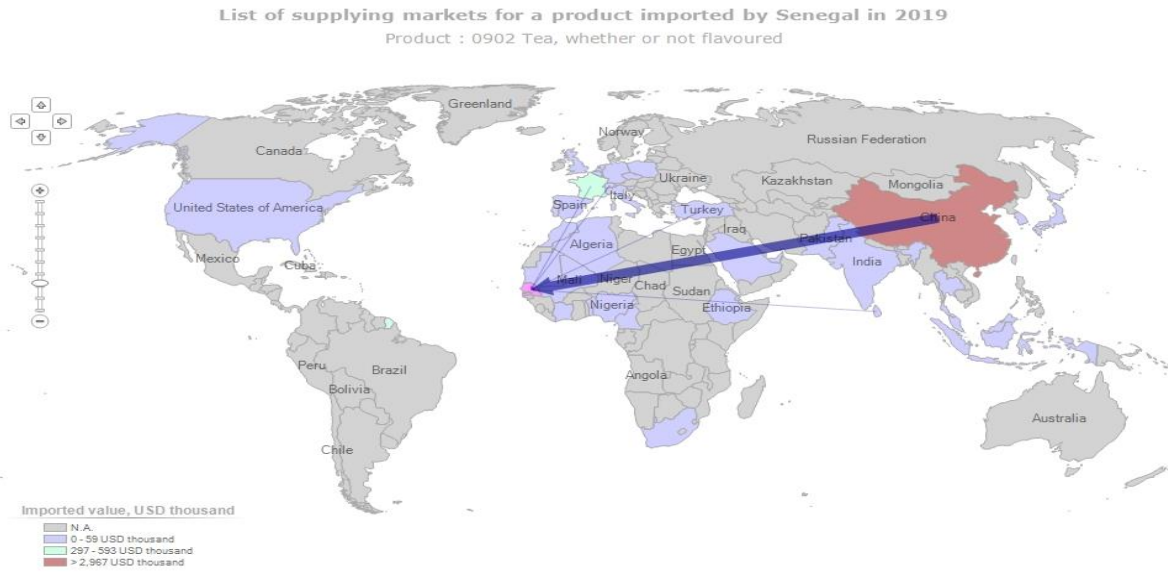 List of supplying markets for a product imported by Senegal in 2019
Product : 0902 Tea, whether or not flavoured
Greenland
Norway
Russian Federation
Canada
Ukraine
Kazakhstan
Mongolia
Italy
Spain
Turkey
United States of America
China
Iraq
Pakistan
Algeria
Egypt
India
Mexico
Cuba
Mali
Niger
Chad
Sudan
Nigeria
Ethiopia
Peru
Brazil
Angola
Bolivia
Australia
Chile
Imported value, USD thousand
N.A.
0 - 59 USD thousand
297 - 593 USD thousand
> 2,967 USD thousand